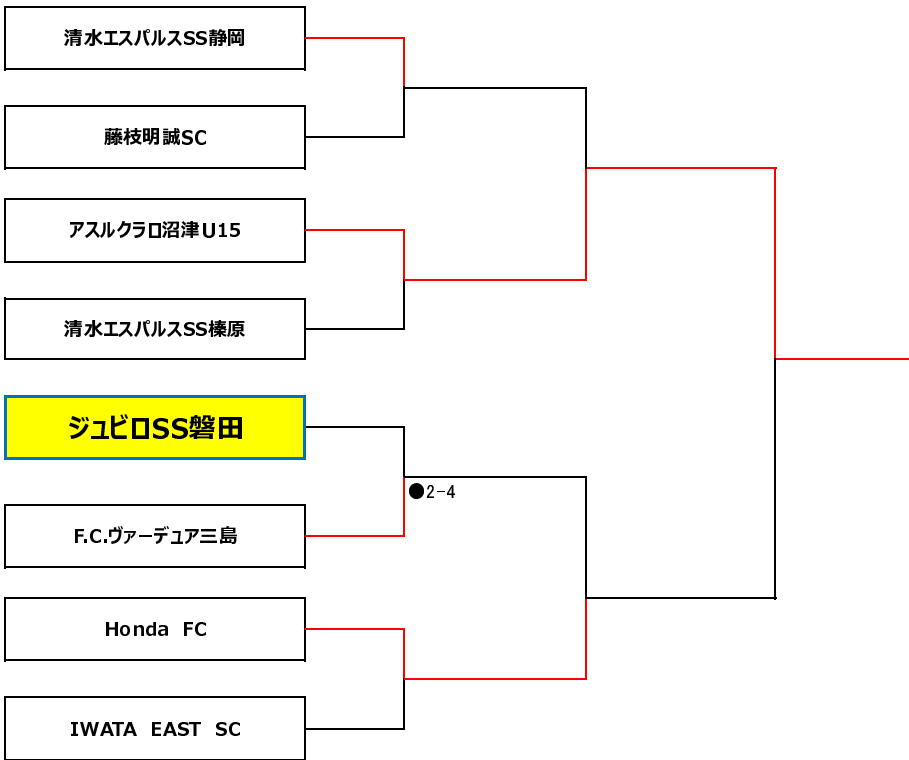 清水エスパルスSS静岡
藤枝明誠SC
アスルクラロ沼津U15
清水エスパルスSS榛原
ジュビロSS磐田
●2-4
F.C.ヴァーデュア三島
Honda　FC
IWATA　EAST　SC